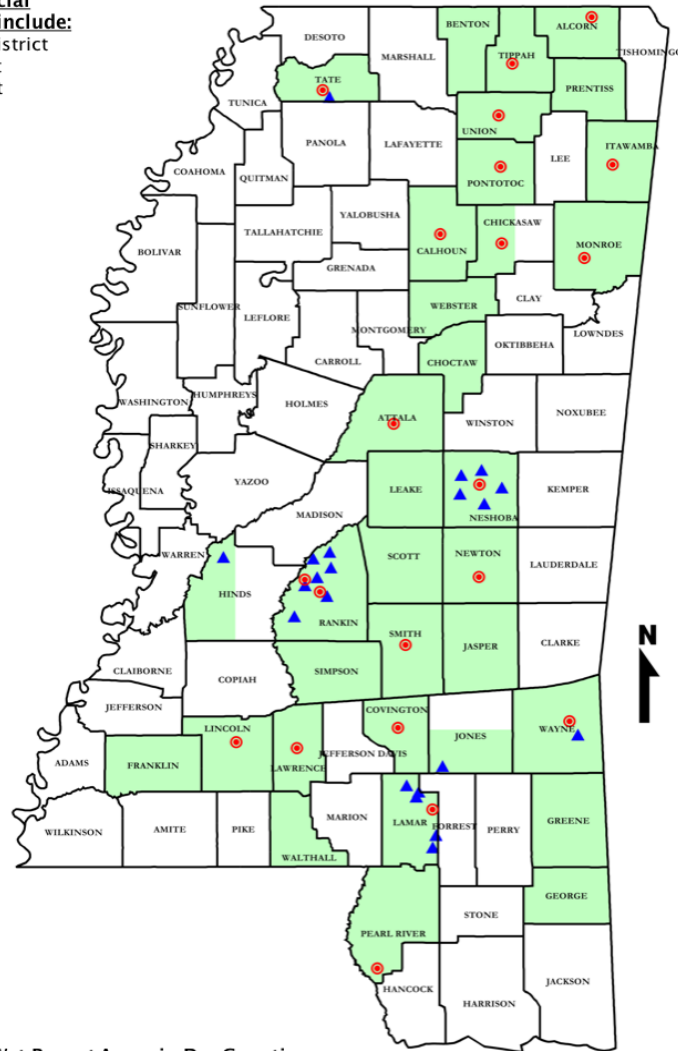 cial
include:
istrict
t
t
DESOTO
BENTON
ALCORN
TIPPAH
TISHOMINGO
MARSHALL
TATE
PRENTISS
TUNICA
UNION
PANOLA
LAFAYETTE
LEE
ITAWAMBA
COAHOMA
QUITMAN
PONTOTOC
YALOBUSHA
CHICKASAW
TALLAHATCHIE
CALHOUN
MONROE
BOLIVAR
GRENADA
CLAY
SUNFLOWER
WEBSTER
LEFLORE
MONTGOMERY
LOWNDES
OKTIBBEHA
CARROLL
CHOCTAW
HUMPHREYS
WASHINGTON
HOLMES
NOXUBEE
ATTALA
WINSTON
SHARKEY
YAZOO
ISSAQUENA
LEAKE
KEMPER
MADISON
NESHOBA
WARREN
SCOTT
NEWTON
LAUDERDALE
HINDS
RANKIN
SMITH
CLARKE
JASPER
CLAIBORNE
SIMPSON
COPIAH
JEFFERSON
COVINGTON
LINCOLN
WAYNE
JONES
JEFFERSON DAVIS
ADAMS
FRANKLIN
LAWRENCE
MARION
LAMAR
FORREST
GREENE
WILKINSON
AMITE
PIKE
PERRY
WALTHALL
GEORGE
STONE
PEARL RIVER
JACKSON
HANCOCK
HARRISON
N